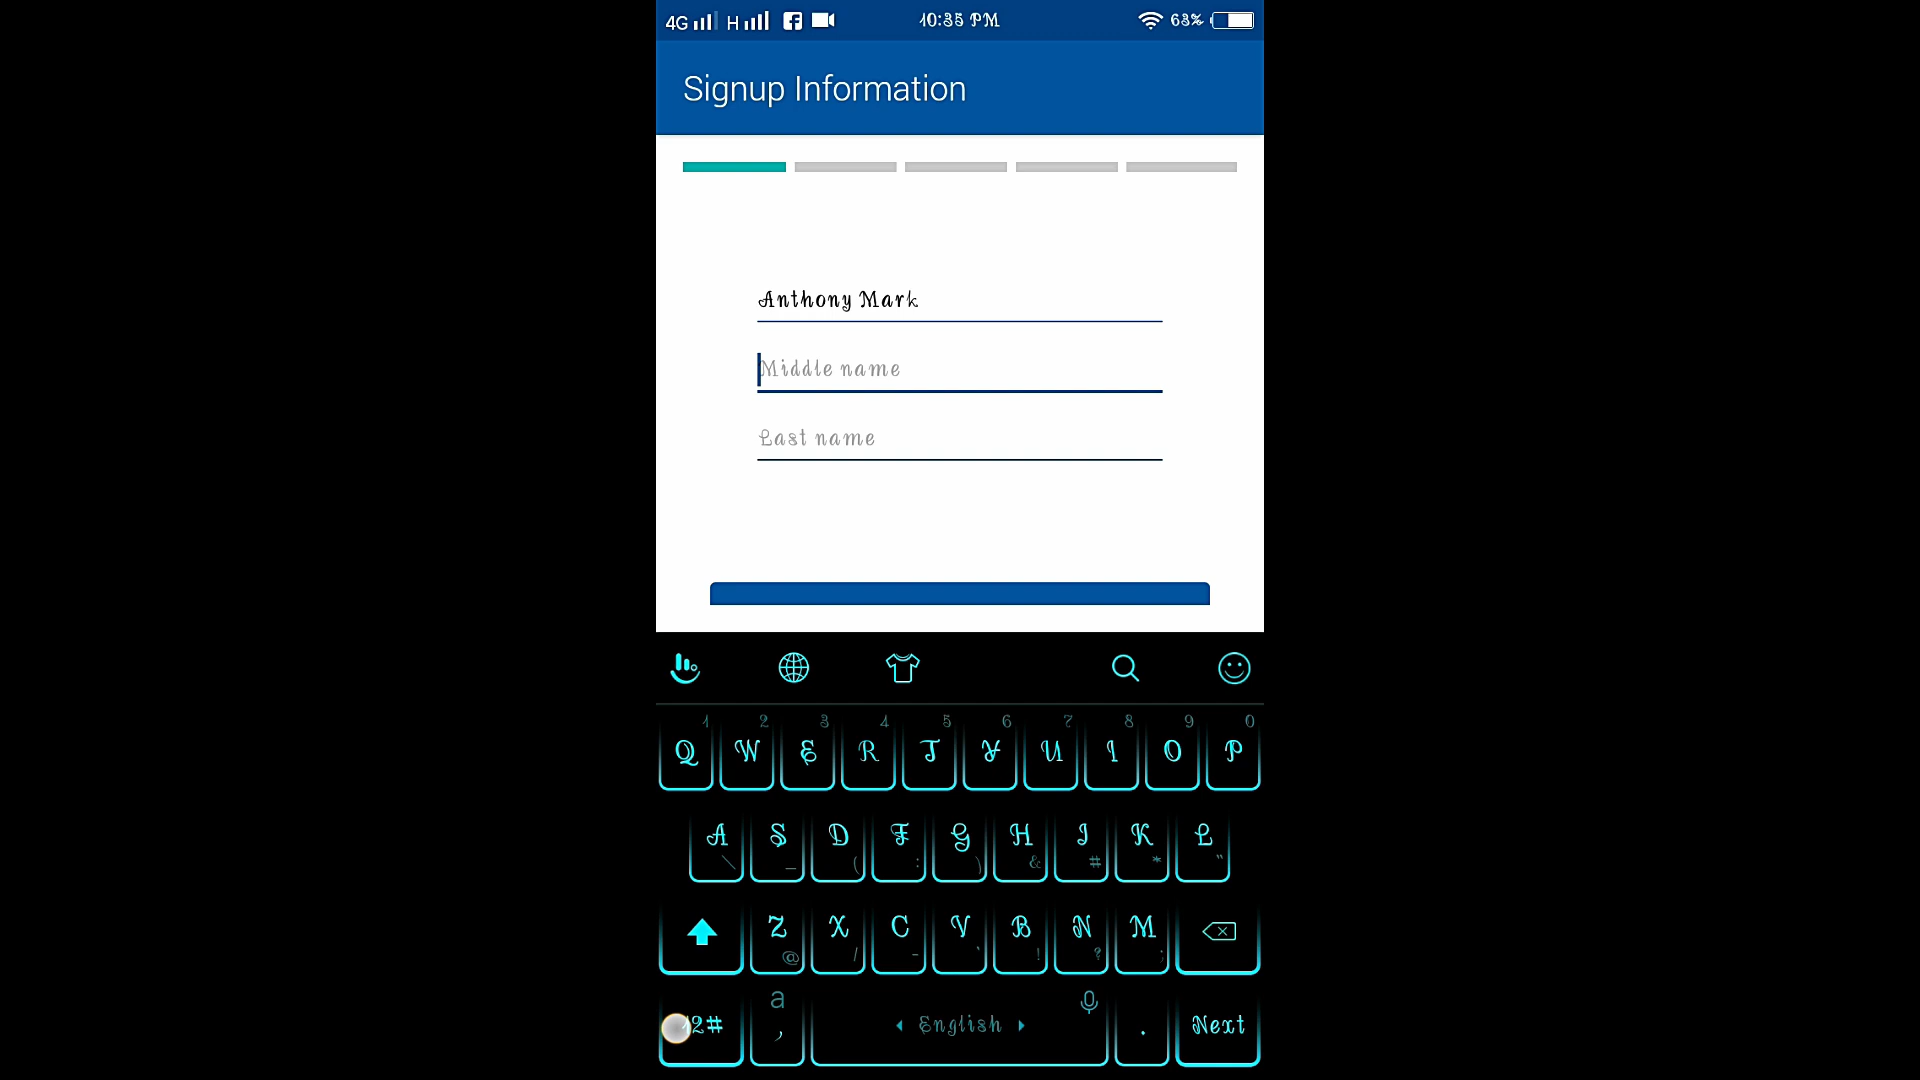 4G H 10:35 PM 63%
Signup Information
Anthony Mark
Middle name
Last name
1 2 3 4 5 6 7 8 9 0
Q W E R T Y U I O P
A S D F G H J K L
\ _ ( : ) & # * "
Z X C V B N M
@ / - ' ! ? ;
a
12# , English . Next